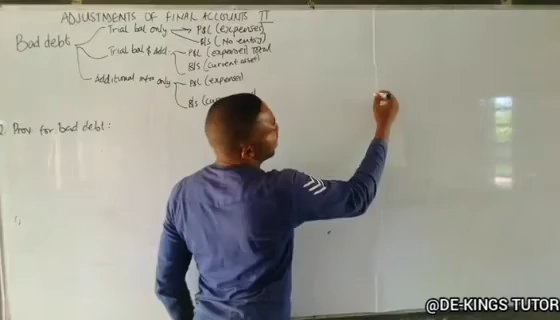 ADJUSTMENTS OF FINAL ACCOUNTS II
Bad debt
Trial bal only
P&L (expenses)
B/S (No entry)
Trial bal & Add.
P&L (expenses) Total
B/S (current asset)
Additional info only
P&L (expenses)
B/S
2. Prov for Bad debt:
@DE-KINGS TUTOR